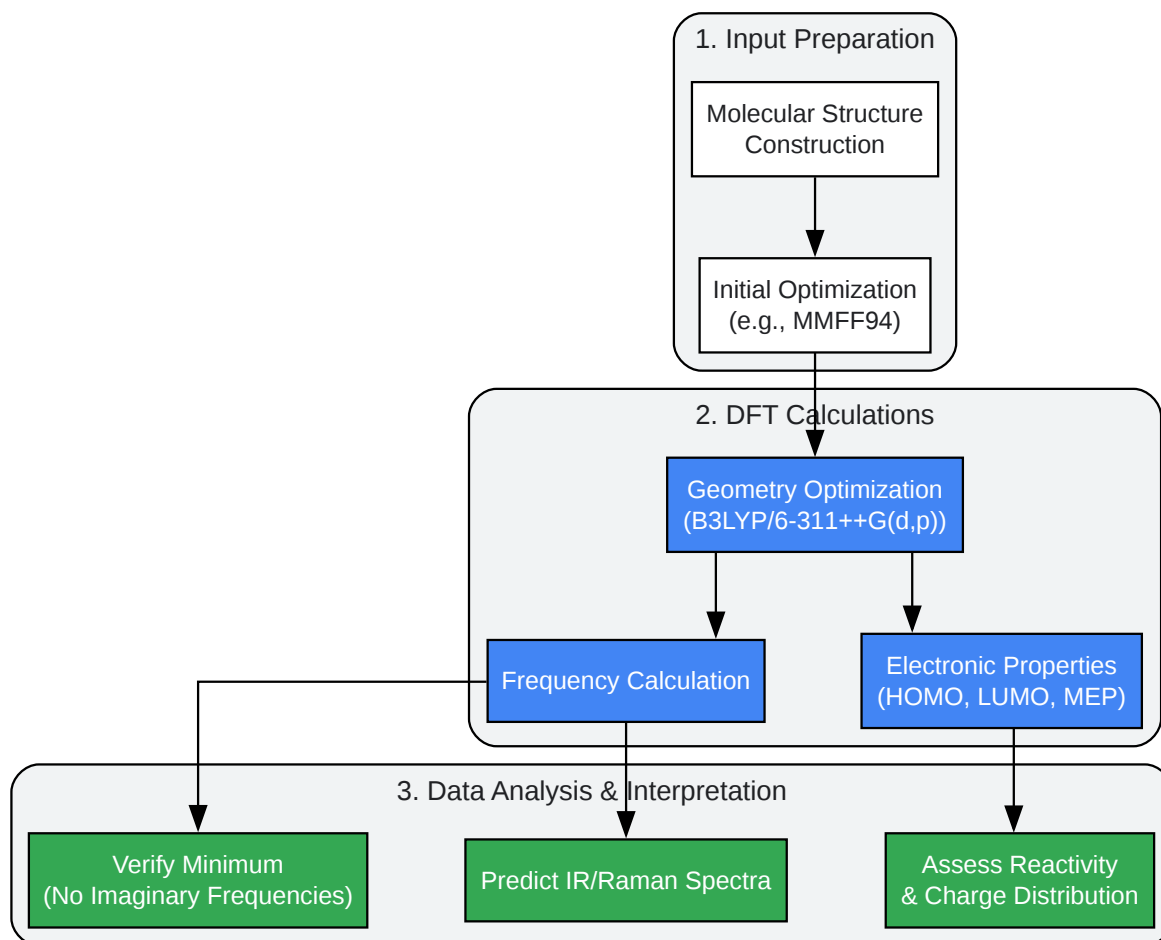 1. Input Preparation
Molecular Structure
Construction
Initial Optimization
(e.g., MMFF94)
2. DFT Calculations
Geometry Optimization
(B3LYP/6-311++G(d,p))
Frequency Calculation
Electronic Properties
(HOMO, LUMO, MEP)
3. Data Analysis & Interpretation
Verify Minimum
(No Imaginary Frequencies)
Predict IR/Raman Spectra
Assess Reactivity
& Charge Distribution